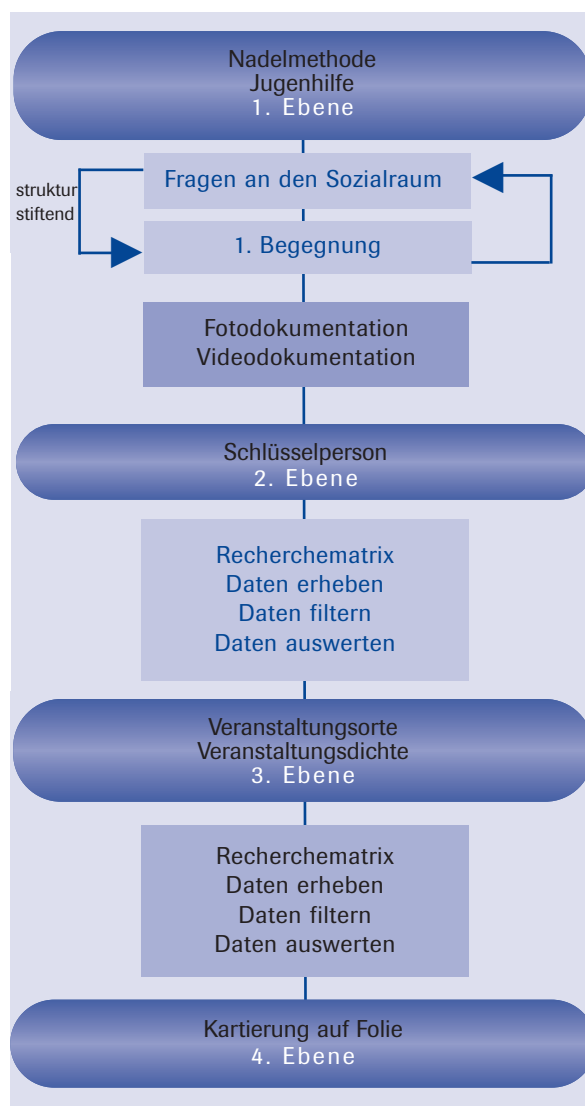 Nadelmethode
Jugenhilfe
1. Ebene
Fragen an den Sozialraum
struktur
stiftend
1. Begegnung
Fotodokumentation
Videodokumentation
Schlüsselperson
2. Ebene
Recherchematrix
Daten erheben
Daten filtern
Daten auswerten
Veranstaltungsorte
Veranstaltungsdichte
3. Ebene
Recherchematrix
Daten erheben
Daten filtern
Daten auswerten
Kartierung auf Folie
4. Ebene